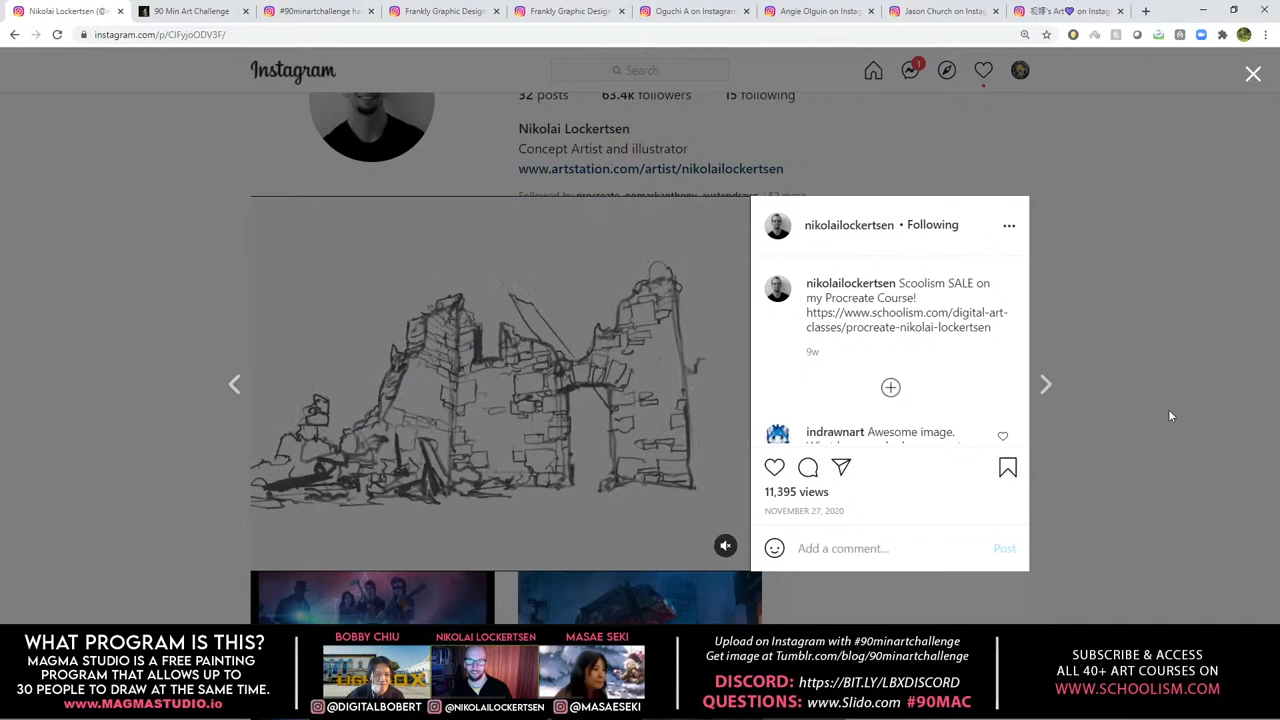 Nikolai Lockertsen (@n
90 Min Art Challenge
#90minartchallenge ha
Frankly Graphic Design
Frankly Graphic Design
Oguchi A on Instagram
Angie Olguin on Instag
Jason Church on Instag
instagram.com/p/CIFyjoODV3F/
Instagram
Search
1
32 posts
63.4k followers
15 following
Nikolai Lockertsen
Concept Artist and illustrator
www.artstation.com/artist/nikolailockertsen
nikolailockertsen • Following
nikolailockertsen Scoolism SALE on
my Procreate Course!
https://www.schoolism.com/digital-art-
classes/procreate-nikolai-lockertsen
9w
indrawnart Awesome image.
11,395 views
NOVEMBER 27, 2020
Add a comment...
Post
WHAT PROGRAM IS THIS?
MAGMA STUDIO IS A FREE PAINTING
PROGRAM THAT ALLOWS UP TO
30 PEOPLE TO DRAW AT THE SAME TIME.
www.MAGMASTUDIO.io
BOBBY CHIU
NIKOLAI LOCKERTSEN
MASAE SEKI
@DIGITALBOBERT
@NIKOLAILOCKERTSEN
@MASAESEKI
Upload on Instagram with #90minartchallenge
Get image at Tumblr.com/blog/90minartchallenge
DISCORD: https://BIT.LY/LBXDISCORD
QUESTIONS: www.Slido.com #90MAC
SUBSCRIBE & ACCESS
ALL 40+ ART COURSES ON
WWW.SCHOOLISM.COM